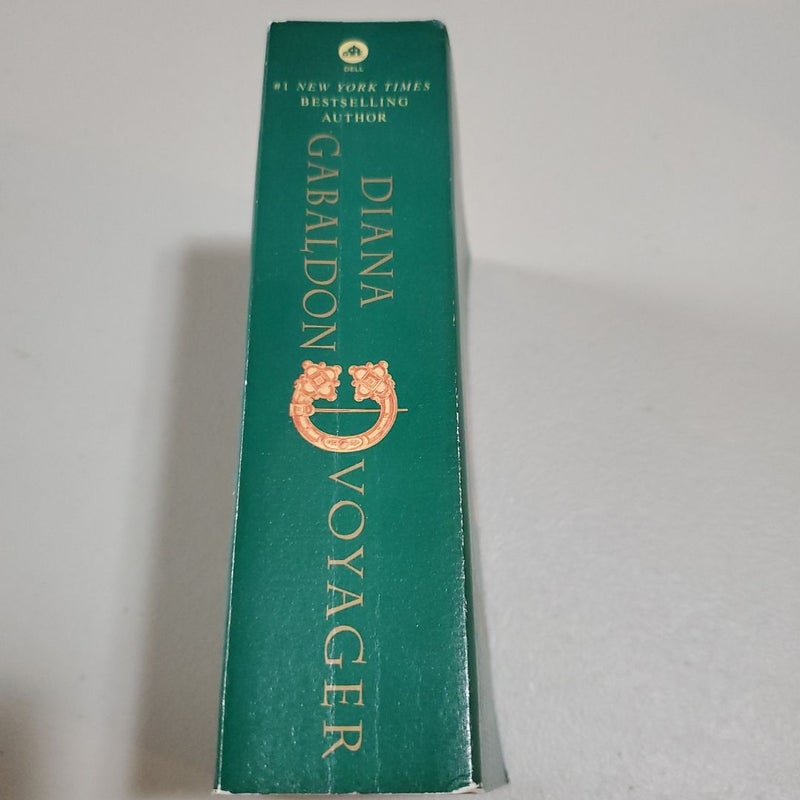 DELL
#1 NEW YORK TIMES
BESTSELLING
AUTHOR
DIANA
GABALDON
VOYAGER